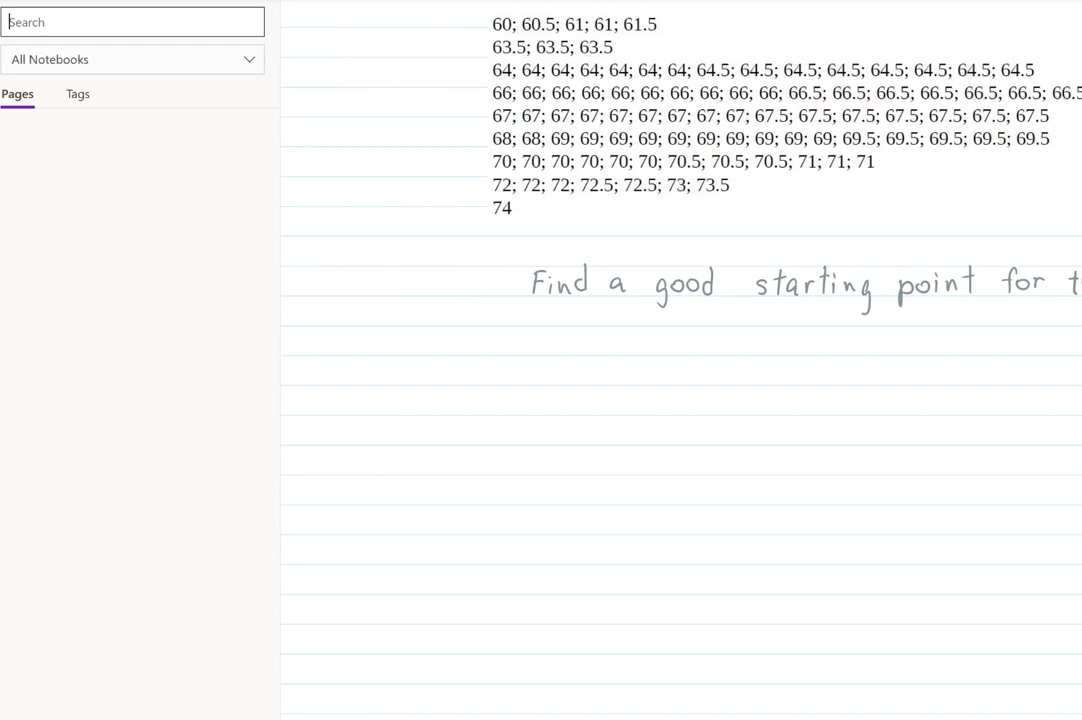 Search
All Notebooks
Pages Tags
60; 60.5; 61; 61; 61.5
63.5; 63.5; 63.5
64; 64; 64; 64; 64; 64; 64; 64.5; 64.5; 64.5; 64.5; 64.5; 64.5; 64.5; 64.5
66; 66; 66; 66; 66; 66; 66; 66; 66; 66; 66.5; 66.5; 66.5; 66.5; 66.5; 66.5; 66.5; 66.5; 66.5; 66.5
67; 67; 67; 67; 67; 67; 67; 67; 67; 67.5; 67.5; 67.5; 67.5; 67.5; 67.5; 67.5
68; 68; 69; 69; 69; 69; 69; 69; 69; 69; 69; 69; 69.5; 69.5; 69.5; 69.5; 69.5
70; 70; 70; 70; 70; 70; 70.5; 70.5; 70.5; 71; 71; 71
72; 72; 72; 72.5; 72.5; 73; 73.5
74
Find a good starting point for